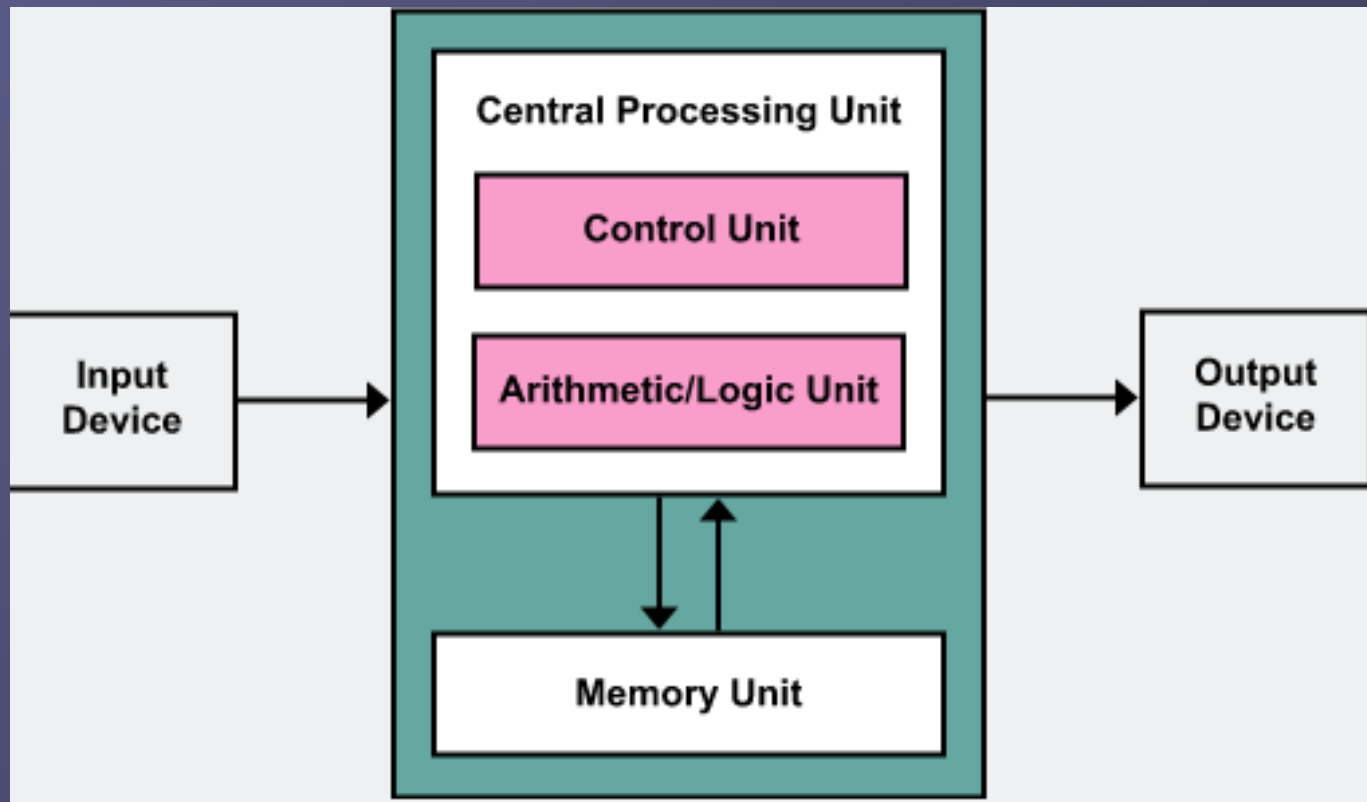 Central Processing Unit
Control Unit
Arithmetic/Logic Unit
Input
Device
Output
Device
Memory Unit